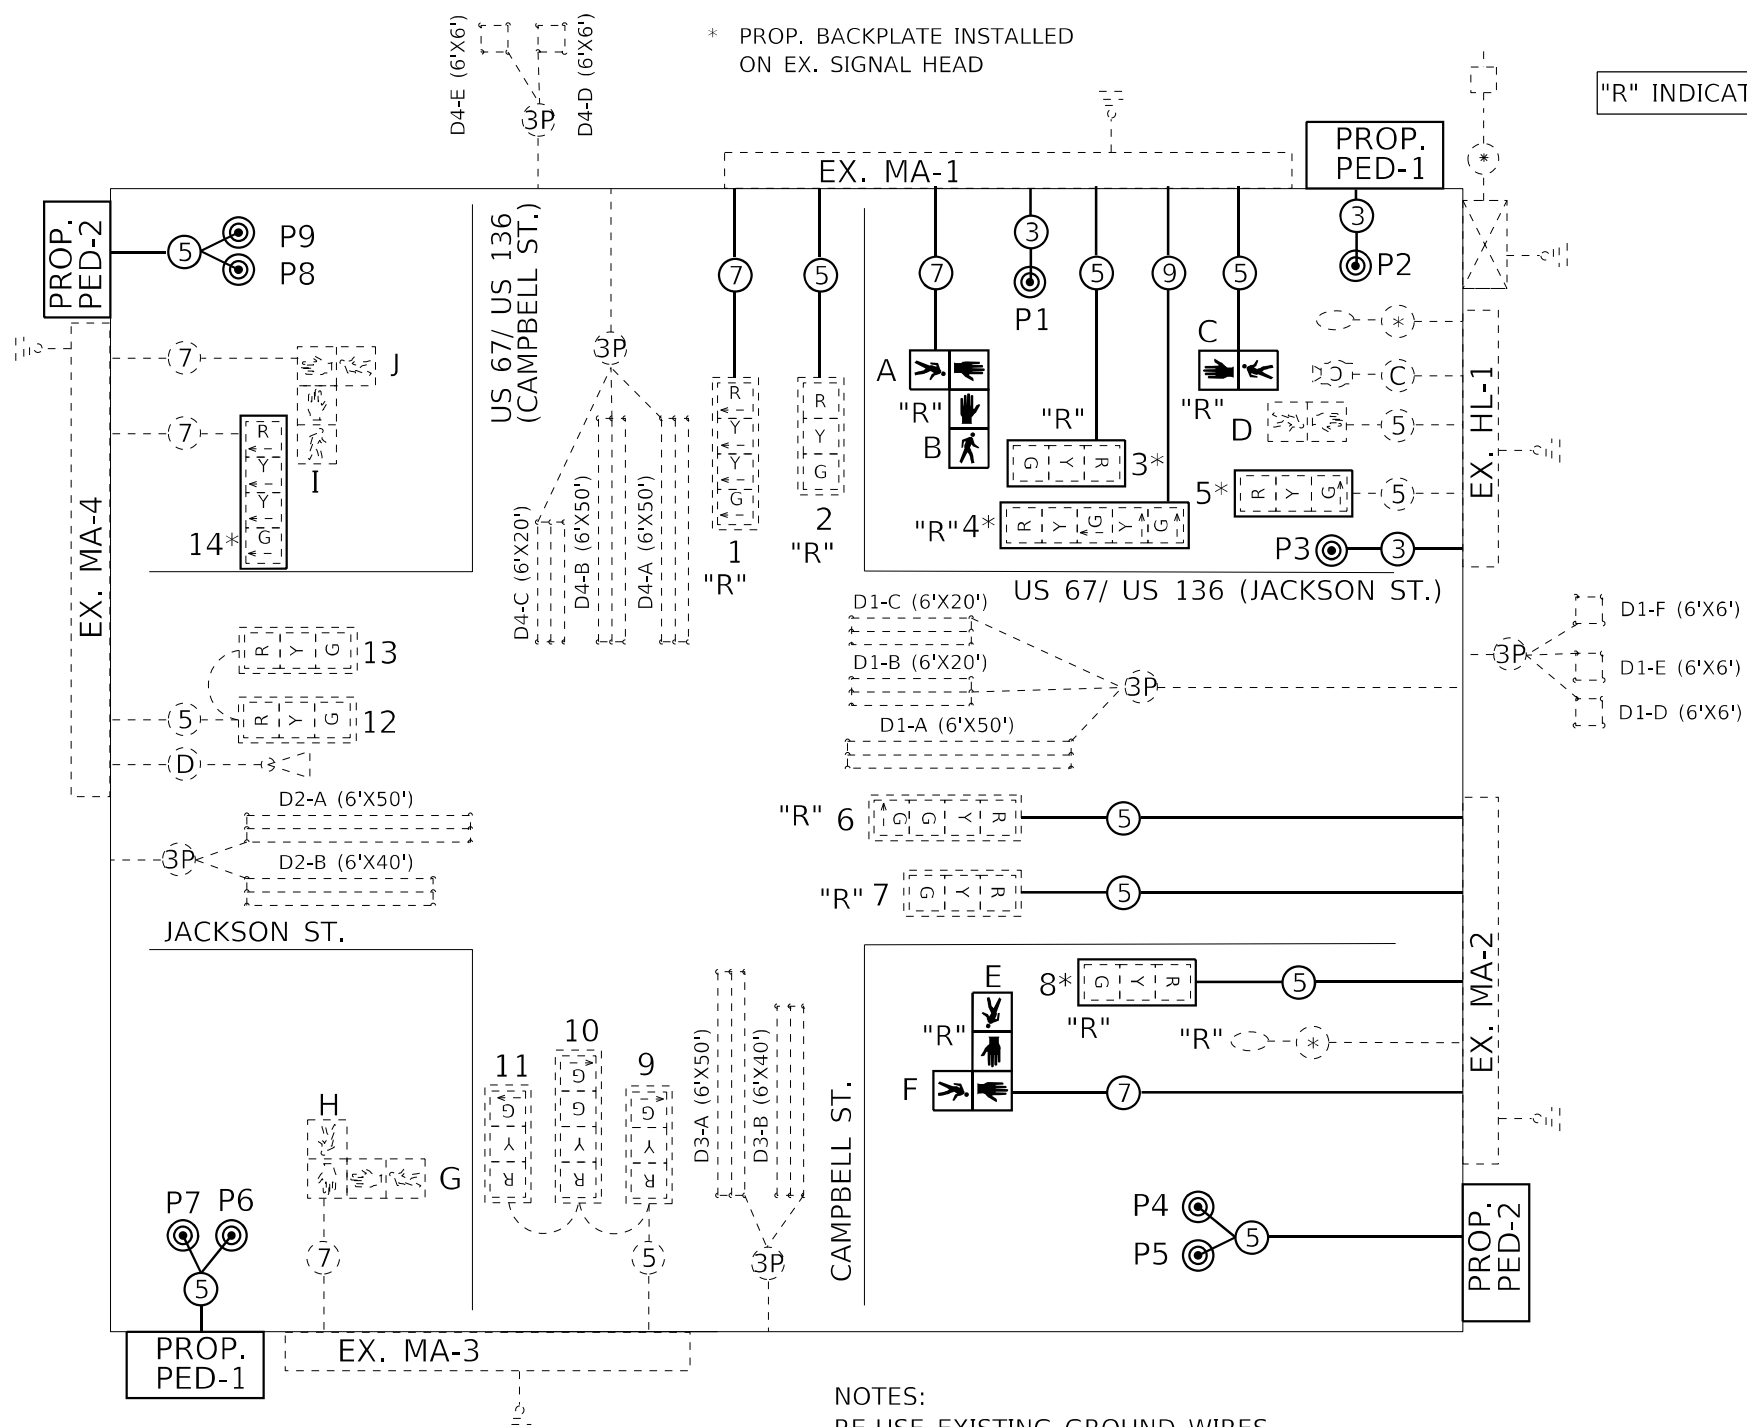 * PROP. BACKPLATE INSTALLED
ON EX. SIGNAL HEAD
"R" INDICAT
D4-E (6'X6')
3P
D4-D (6'X6')
EX. MA-1
PROP.
PED-1
PROP.
PED-2
5
P9
P8
US 67/ US 136
(CAMPBELL ST.)
3P
7
5
7
3
P1
5
9
5
3
P2
*
*
C
C
5
EX. HL-1
A
"R"
B
C
"R"
D
"R"
3*
G Y R
"R" 4*
R Y G Y G
5*
R Y G
5
P3
3
7
J
7
I
14*
R
Y
Y
G
EX. MA-4
D4-C (6'X20')
D4-B (6'X50')
D4-A (6'X50')
R
Y
Y
G
1
"R"
R
Y
G
2
"R"
US 67/ US 136 (JACKSON ST.)
D1-C (6'X20')
D1-B (6'X20')
D1-A (6'X50')
3P
3P
D1-F (6'X6')
D1-E (6'X6')
D1-D (6'X6')
R Y G
13
5
R Y G
12
D
D2-A (6'X50')
3P
D2-B (6'X40')
JACKSON ST.
"R" 6
G G Y R
5
"R" 7
G Y R
5
EX. MA-2
E
"R"
F
7
8*
G Y R
"R"
5
"R"
*
11
G
Y
R
10
G
G
Y
R
9
G
Y
R
5
D3-A (6'X50')
D3-B (6'X40')
3P
CAMPBELL ST.
H
G
7
P7
P6
5
P4
P5
5
PROP.
PED-2
PROP.
PED-1
EX. MA-3
NOTES:
RE-USE EXISTING GROUND WIRES